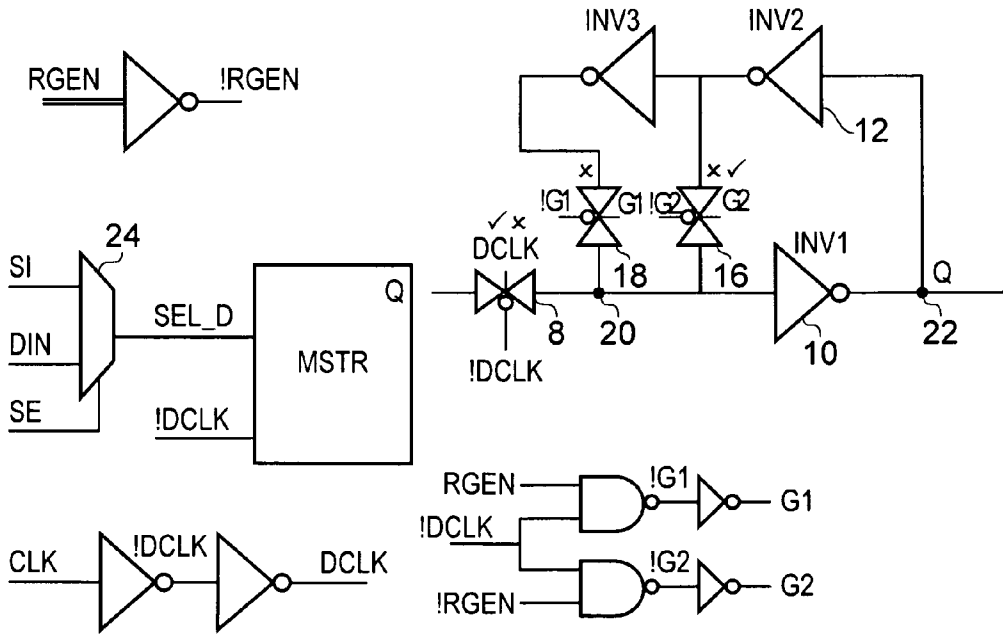 INV3
INV2
RGEN
!RGEN
12
x
x ✓
!G1
G1
!G2
G2
24
✓ x
DCLK
18
16
INV1
SI
Q
Q
SEL_D
8
20
10
22
DIN
MSTR
!DCLK
SE
!DCLK
RGEN
!G1
G1
!DCLK
CLK
!DCLK
DCLK
!G2
G2
!RGEN